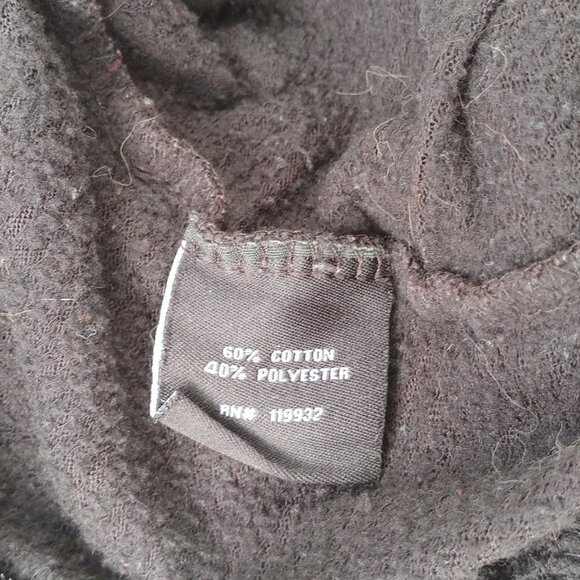 60% COTTON
40% POLYESTER
RN# 119932